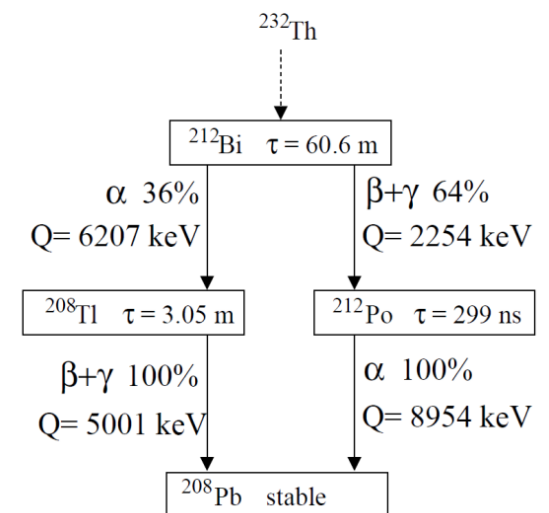 ²³²Th
²¹²Bi τ = 60.6 m
α 36%
Q= 6207 keV
β+γ 64%
Q= 2254 keV
²⁰⁸Tl τ = 3.05 m
²¹²Po τ = 299 ns
β+γ 100%
Q= 5001 keV
α 100%
Q= 8954 keV
²⁰⁸Pb stable